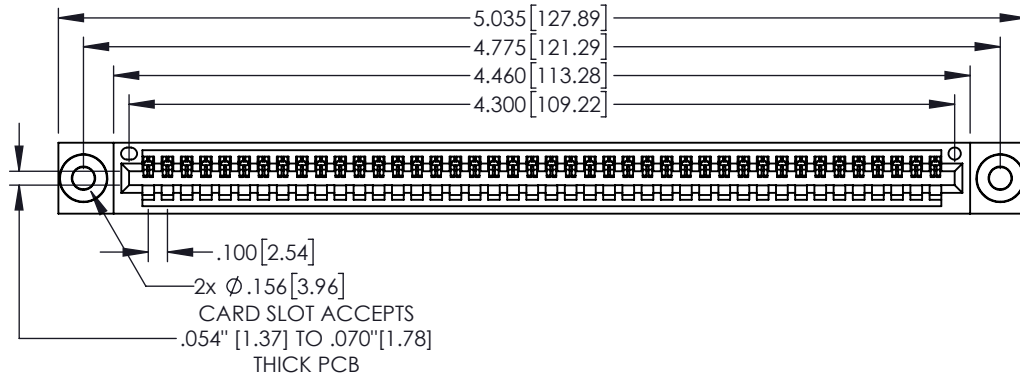 5.035[127.89]
4.775[121.29]
4.460[113.28]
4.300[109.22]
.100[2.54]
2x Ø.156[3.96]
CARD SLOT ACCEPTS
.054" [1.37] TO .070"[1.78]
THICK PCB